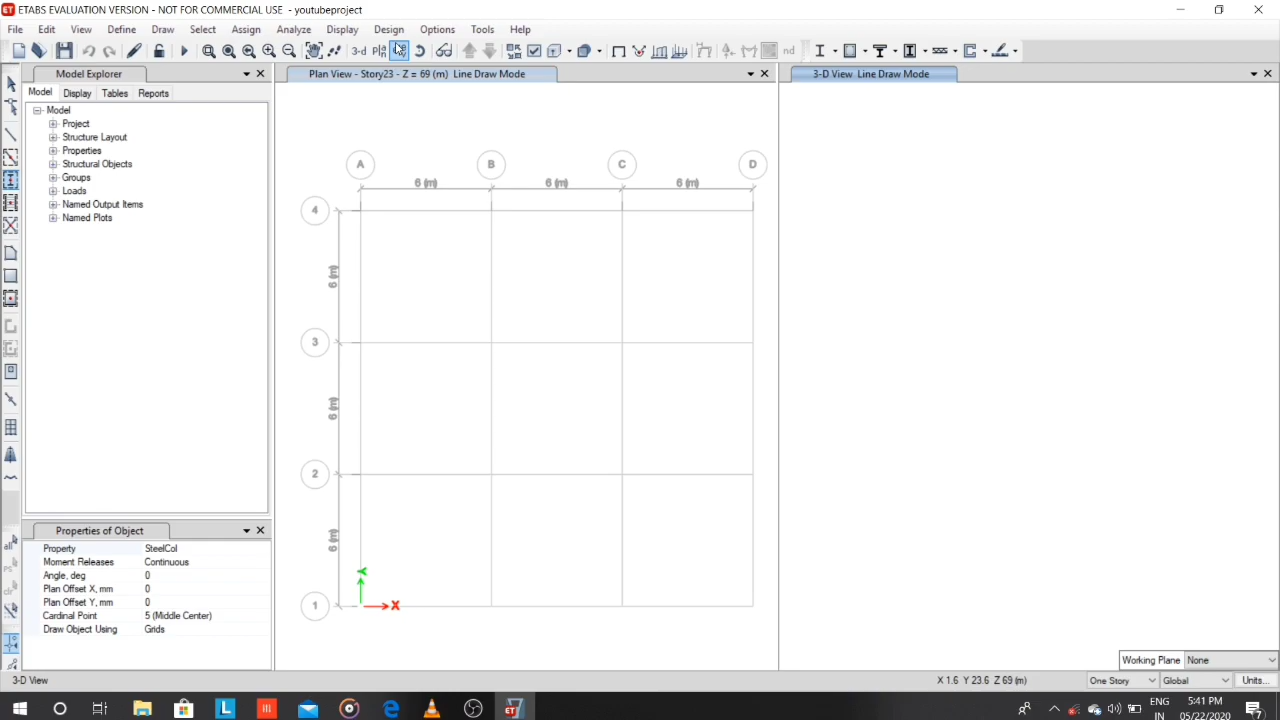 ETABS EVALUATION VERSION - NOT FOR COMMERCIAL USE - youtubeproject
File Edit View Define Draw Select Assign Analyze Display Design Options Tools Help
3-d
nd
Model Explorer
Model Display Tables Reports
Model
Project
Structure Layout
Properties
Structural Objects
Groups
Loads
Named Output Items
Named Plots
Properties of Object
Property SteelCol
Moment Releases Continuous
Angle, deg 0
Plan Offset X, mm 0
Plan Offset Y, mm 0
Cardinal Point 5 (Middle Center)
Draw Object Using Grids
all
Plan View - Story23 - Z = 69 (m) Line Draw Mode
A B C D
6 (m) 6 (m) 6 (m)
4
6 (m)
3
6 (m)
2
6 (m)
1
Y
X
3-D View Line Draw Mode
Working Plane None
3-D View
X 1.6 Y 23.6 Z 69 (m)
One Story
Global
Units...
ENG
IN
5:41 PM
05/22/2020